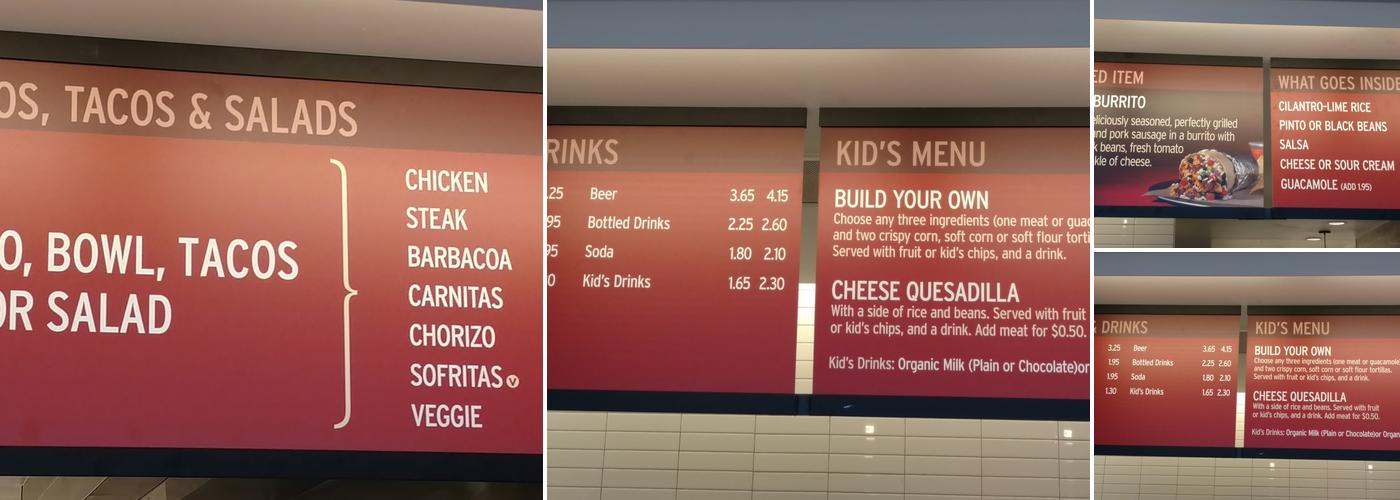 OS, TACOS & SALADS
O, BOWL, TACOS
OR SALAD
CHICKEN
STEAK
BARBACOA
CARNITAS
CHORIZO
SOFRITAS V
VEGGIE
RINKS
.25 Beer 3.65 4.15
95 Bottled Drinks 2.25 2.60
95 Soda 1.80 2.10
0 Kid's Drinks 1.65 2.30
KID'S MENU
BUILD YOUR OWN
Choose any three ingredients (one meat or guac
and two crispy corn, soft corn or soft flour torti
Served with fruit or kid's chips, and a drink.
CHEESE QUESADILLA
With a side of rice and beans. Served with fruit
or kid's chips, and a drink. Add meat for $0.50.
Kid's Drinks: Organic Milk (Plain or Chocolate)or
ED ITEM
BURRITO
eliciously seasoned, perfectly grilled
nd pork sausage in a burrito with
k beans, fresh tomato
kle of cheese.
WHAT GOES INSIDE
CILANTRO-LIME RICE
PINTO OR BLACK BEANS
SALSA
CHEESE OR SOUR CREAM
GUACAMOLE (ADD 1.95)
& DRINKS
3.25 Beer 3.65 4.15
1.95 Bottled Drinks 2.25 2.60
1.95 Soda 1.80 2.10
1.30 Kid's Drinks 1.65 2.30
KID'S MENU
BUILD YOUR OWN
Choose any three ingredients (one meat or guacamole
and two crispy corn, soft corn or soft flour tortillas.
Served with fruit or kid's chips, and a drink.
CHEESE QUESADILLA
With a side of rice and beans. Served with fruit
or kid's chips, and a drink. Add meat for $0.50.
Kid's Drinks: Organic Milk (Plain or Chocolate)or Organ